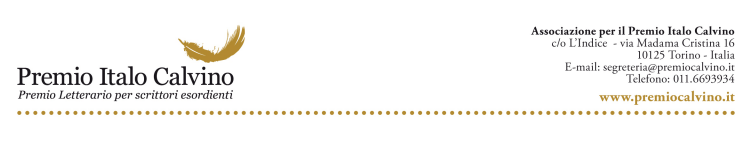 Premio Italo Calvino
Premio Letterario per scrittori esordienti
Associazione per il Premio Italo Calvino
c/o L'Indice - via Madama Cristina 16
10125 Torino - Italia
E-mail: segreteria@premiocalvino.it
Telefono: 011.6693934
www.premiocalvino.it